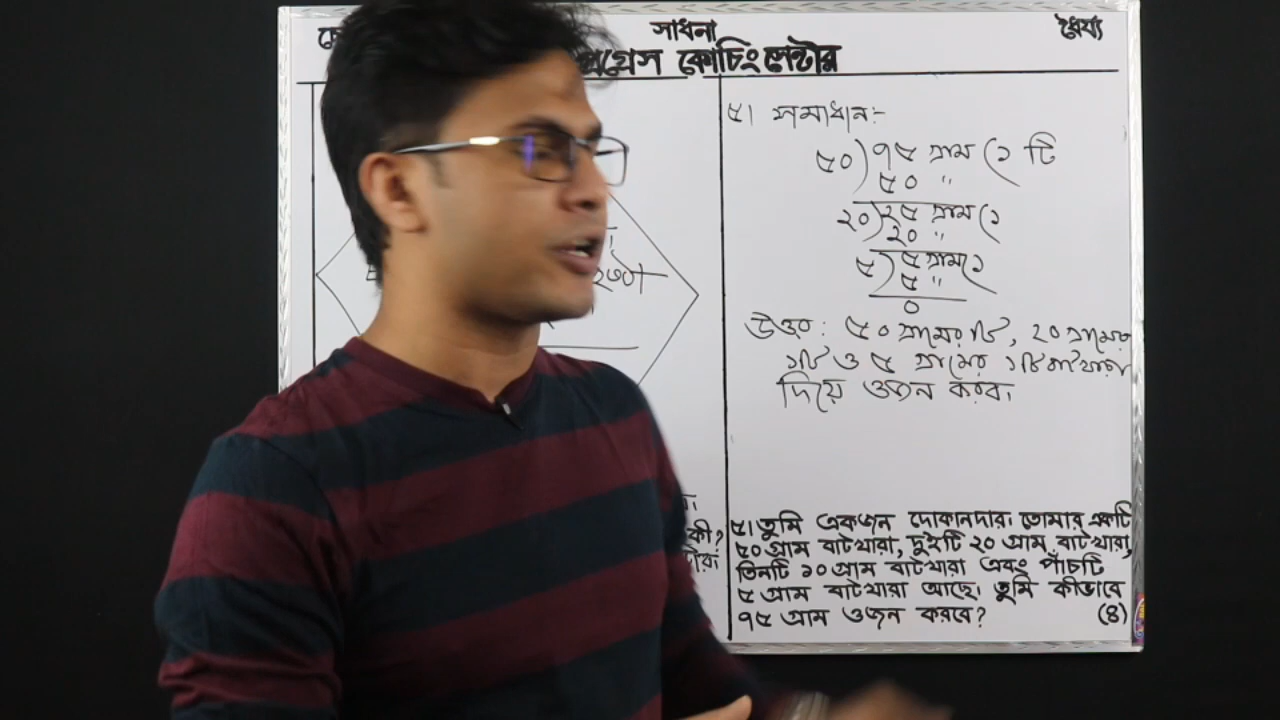 সাধনা
ধৈর্য্য
প্রগ্রেস কোচিং সেন্টার
৫। সমাধান:-
৫০)৭৫ গ্রাম(১ টি
৫০ "
২০)২৫ গ্রাম(১
২০ "
৫)৫ গ্রাম(১
৫ "
০
উত্তর: ৫০ গ্রামের ১টি, ২০ গ্রামের
১টি ও ৫ গ্রামের ১টি বাটখারা
দিয়ে ওজন করব।
২৩০
কী?
৫। তুমি একজন দোকানদার। তোমার একটি
৫০ গ্রাম বাটখারা, দুইটি ২০ গ্রাম বাটখারা,
তিনটি ১০ গ্রাম বাটখারা এবং পাঁচটি
৫ গ্রাম বাটখারা আছে। তুমি কীভাবে
৭৫ গ্রাম ওজন করবে? (৪)